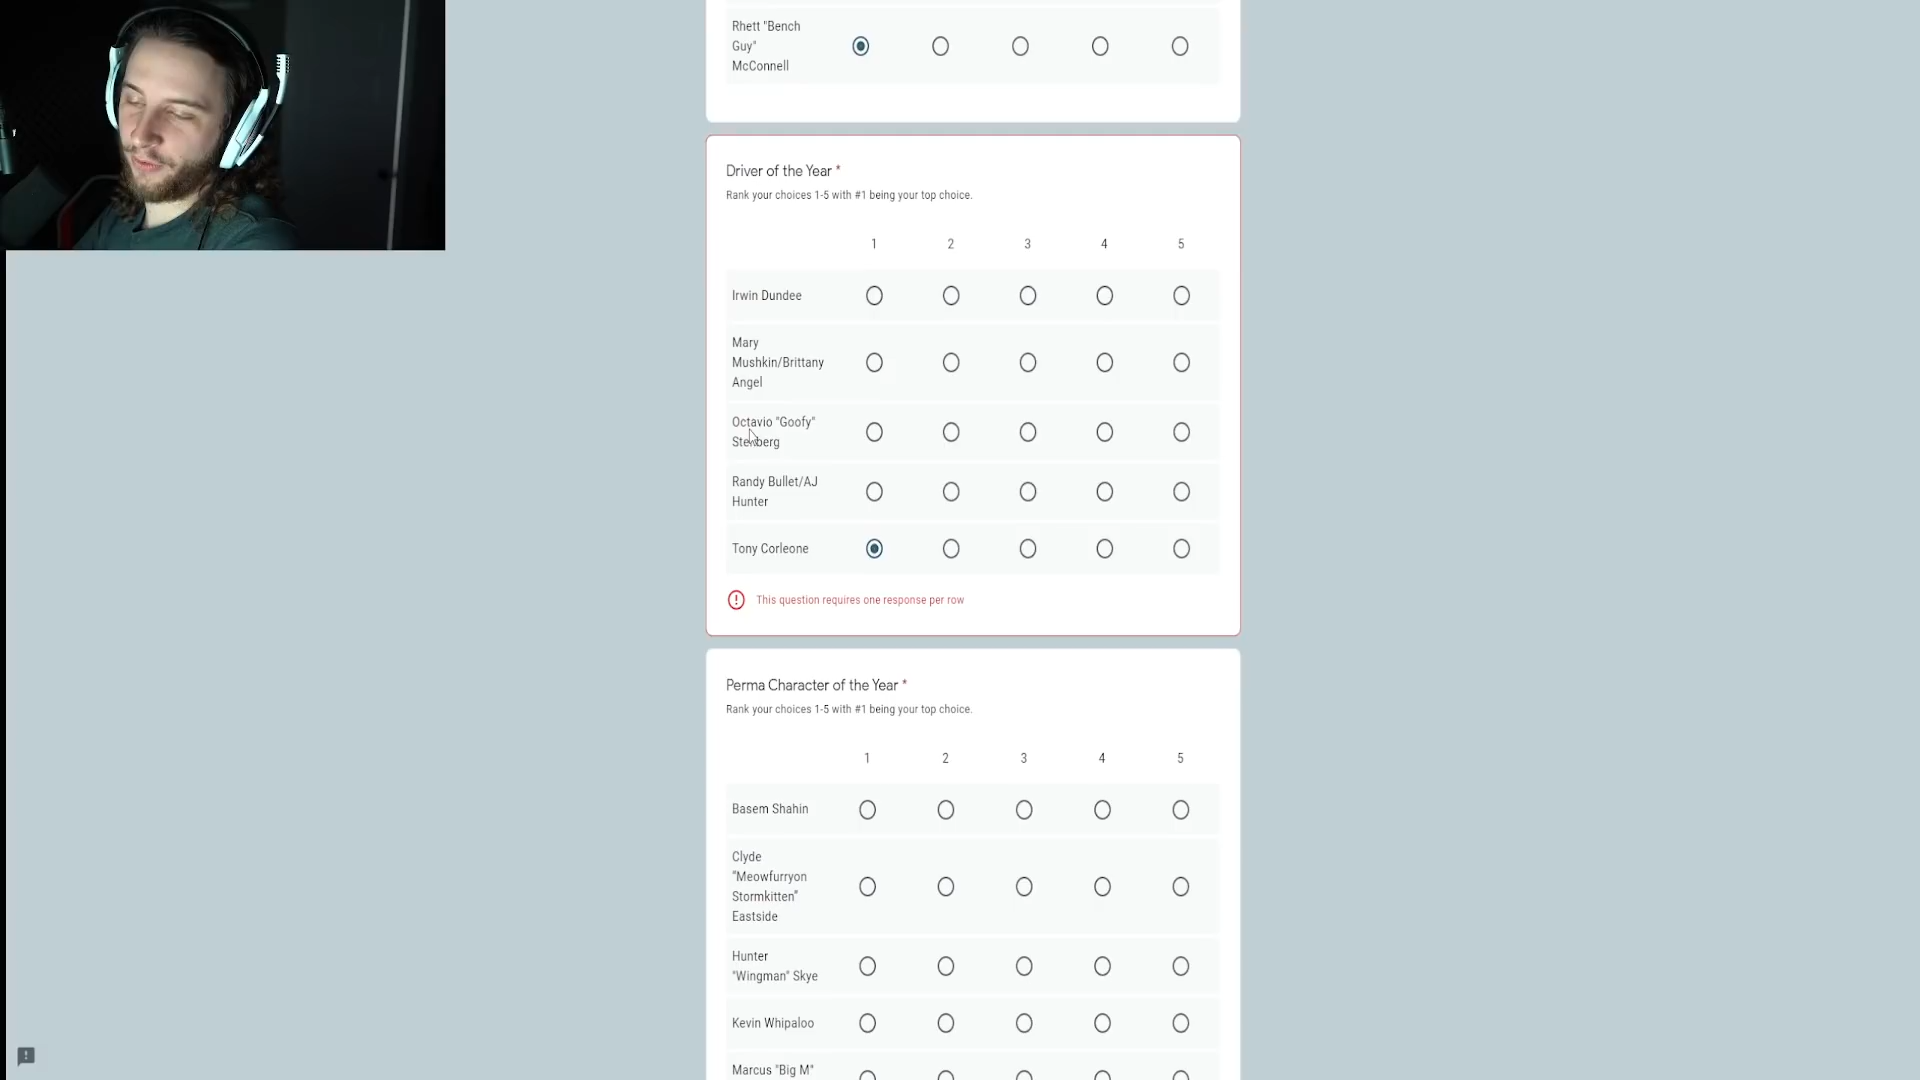 Rhett "Bench
Guy"
McConnell
Driver of the Year *
Rank your choices 1-5 with #1 being your top choice.
1 2 3 4 5
Irwin Dundee
Mary
Mushkin/Brittany
Angel
Octavio "Goofy"
Stenberg
Randy Bullet/AJ
Hunter
Tony Corleone
This question requires one response per row
Perma Character of the Year *
Rank your choices 1-5 with #1 being your top choice.
1 2 3 4 5
Basem Shahin
Clyde
"Meowfurryon
Stormkitten"
Eastside
Hunter
"Wingman" Skye
Kevin Whipaloo
Marcus "Big M"